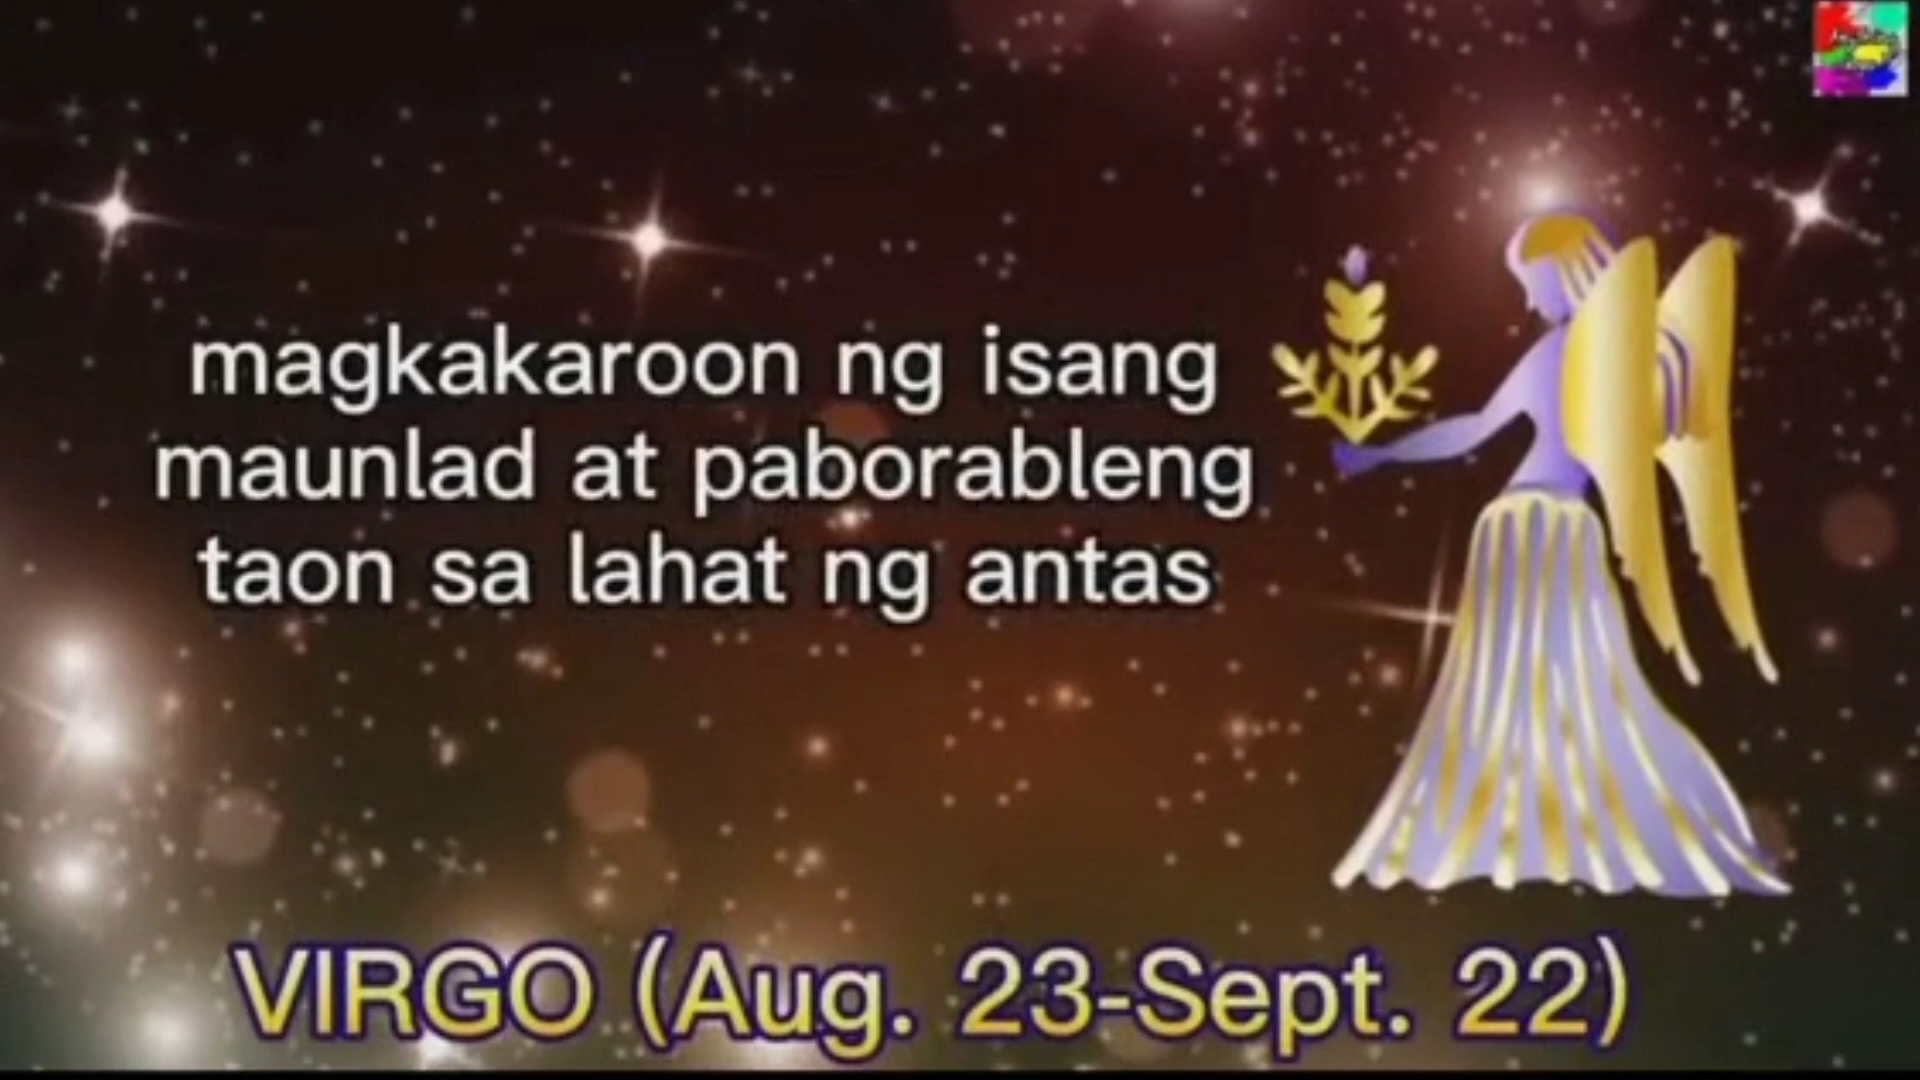 magkakaroon ng isang
maunlad at paborableng
taon sa lahat ng antas
VIRGO (Aug. 23-Sept. 22)